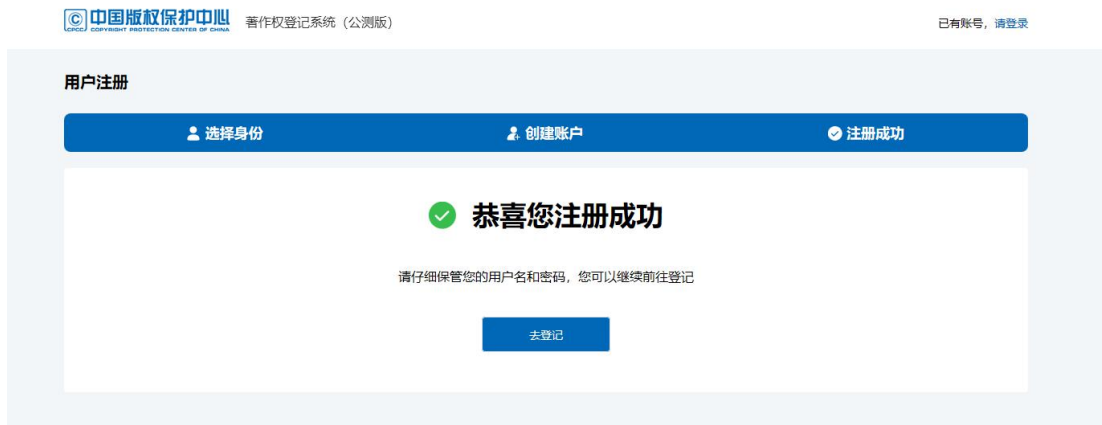 中国版权保护中心 著作权登记系统（公测版） 已有账号，请登录
CPCC COPYRIGHT PROTECTION CENTER OF CHINA
用户注册
选择身份 创建账户 注册成功
恭喜您注册成功
请仔细保管您的用户名和密码，您可以继续前往登记
去登记